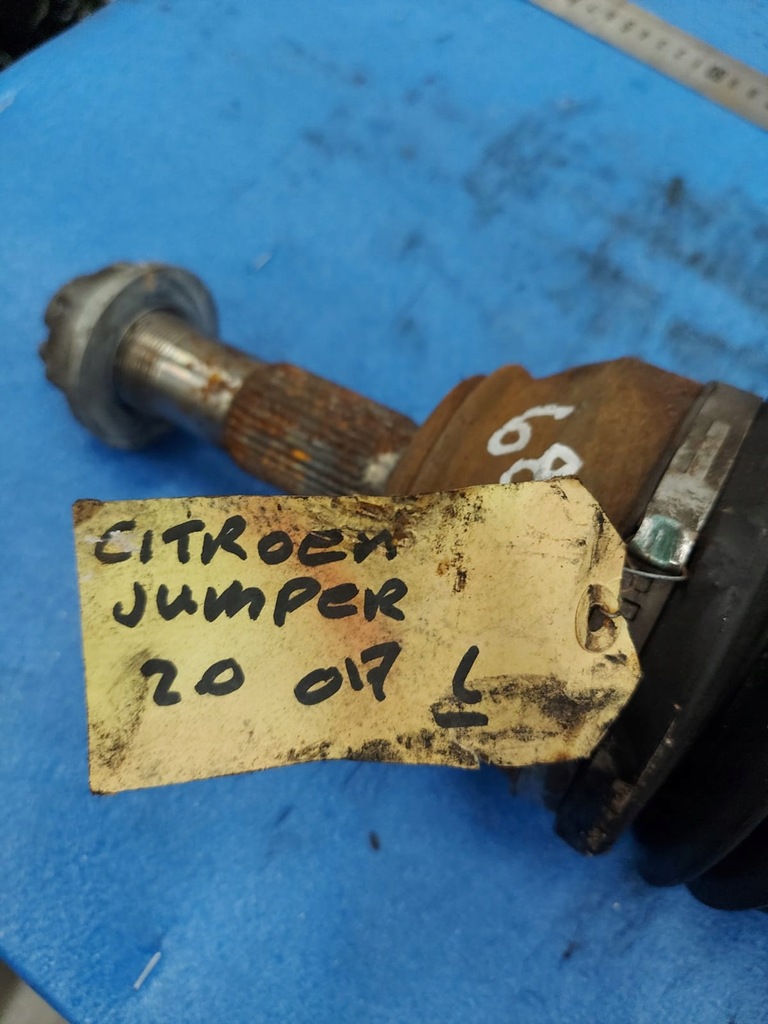 68
CITROEN
JUMPER
20 017 L